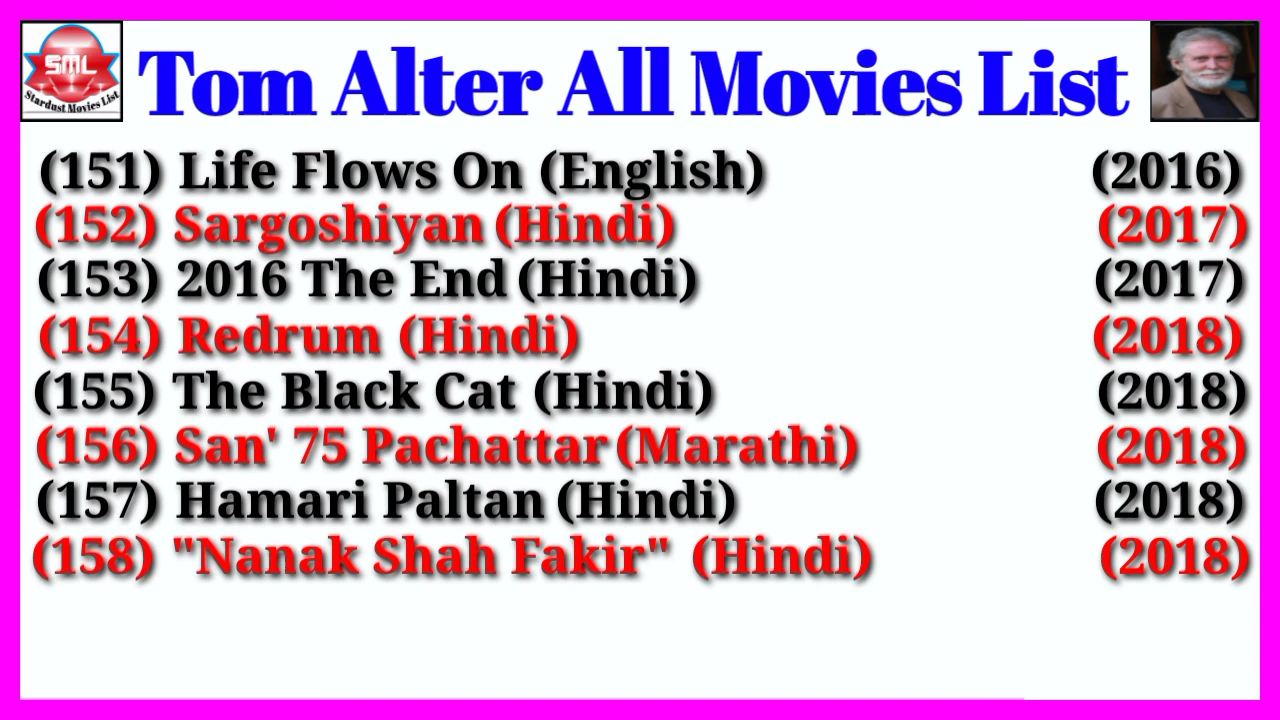 SML
Stardust Movies List
Tom Alter All Movies List
(151) Life Flows On (English) (2016)
(152) Sargoshiyan (Hindi) (2017)
(153) 2016 The End (Hindi) (2017)
(154) Redrum (Hindi) (2018)
(155) The Black Cat (Hindi) (2018)
(156) San' 75 Pachattar (Marathi) (2018)
(157) Hamari Paltan (Hindi) (2018)
(158) "Nanak Shah Fakir" (Hindi) (2018)